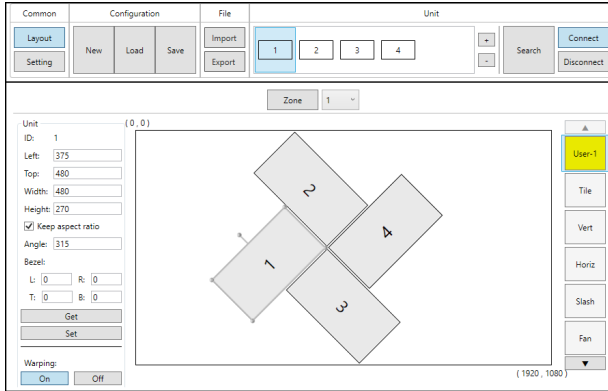 Common Configuration File Unit
Layout New Load Save Import 1 2 3 4 + Search Connect
Setting Export - Disconnect
Zone 1
Unit
( 0 , 0 )
ID: 1
Left: 375
Top: 480
Width: 480
Height: 270
Keep aspect ratio
Angle: 315
Bezel:
L: 0 R: 0
T: 0 B: 0
Get
Set
Warping:
On Off
2
4
1
3
( 1920 , 1080 )
User-1
Tile
Vert
Horiz
Slash
Fan